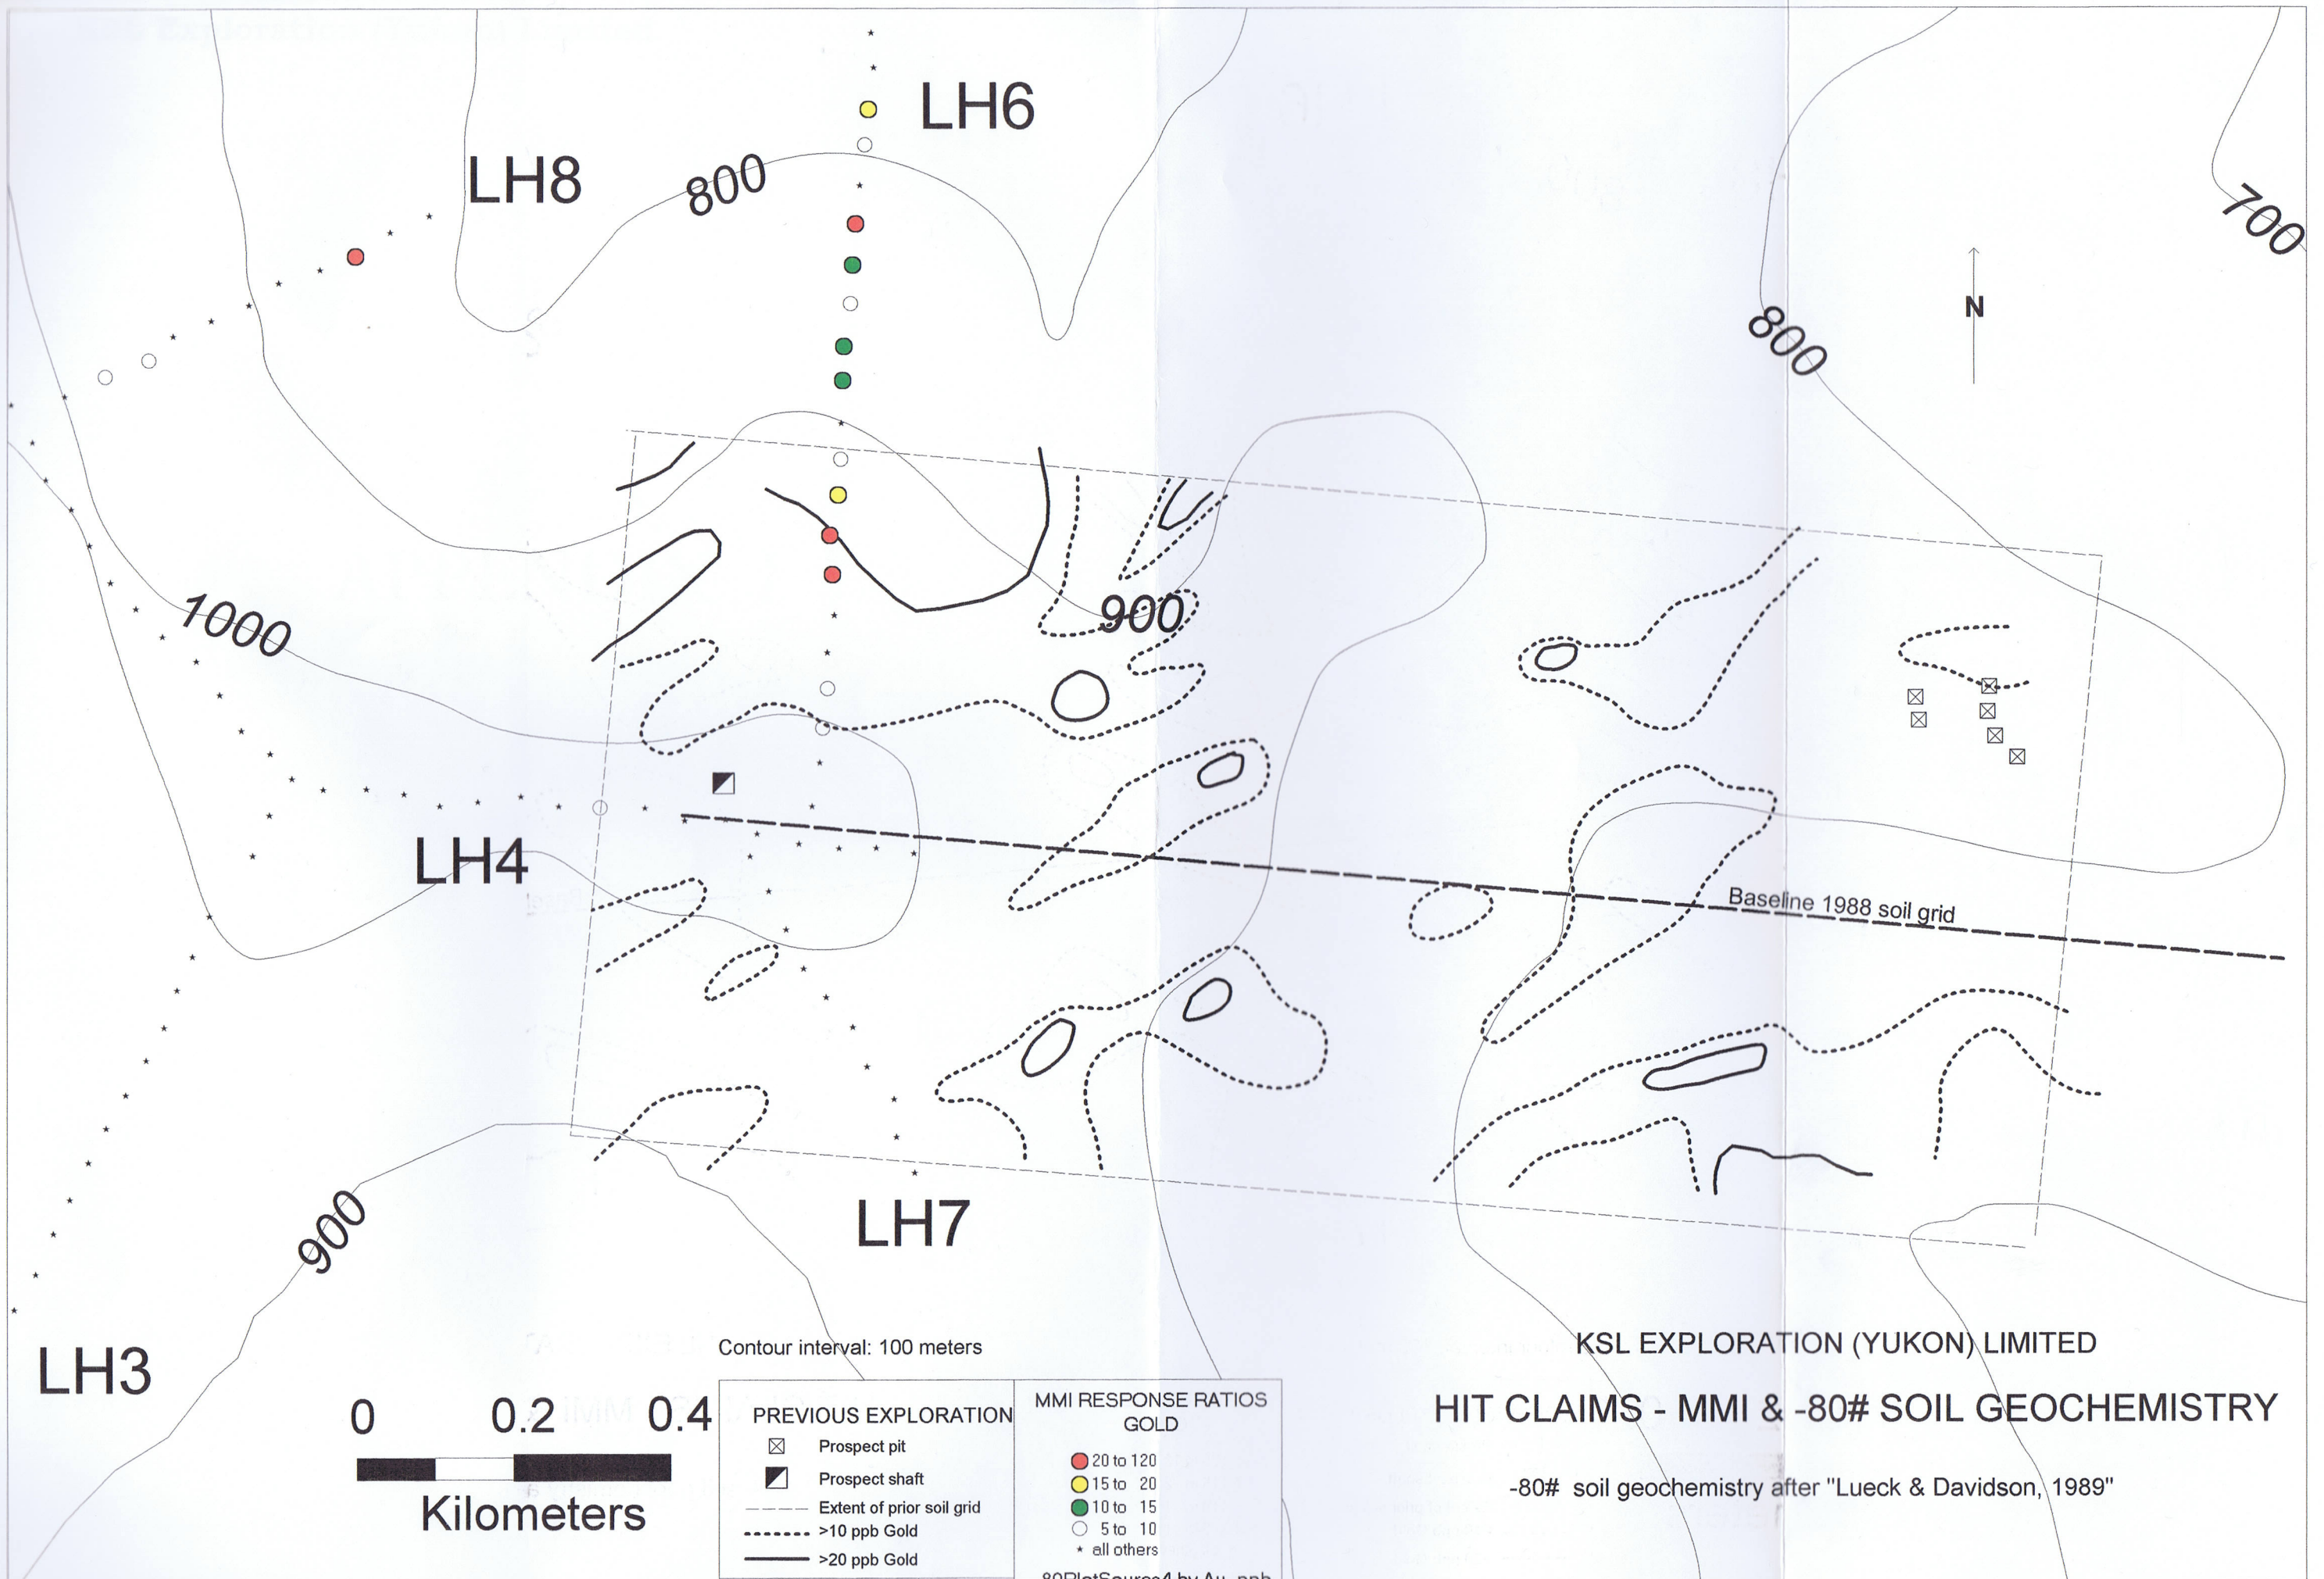 LH6
LH8
800
700
N
800
1000
900
LH4
Baseline 1988 soil grid
LH7
900
LH3
Contour interval: 100 meters
0 0.2 0.4
Kilometers
PREVIOUS EXPLORATION
Prospect pit
Prospect shaft
Extent of prior soil grid
>10 ppb Gold
>20 ppb Gold
MMI RESPONSE RATIOS
GOLD
20 to 120
15 to 20
10 to 15
5 to 10
all others
80PlotSource4 by Au_ppb
KSL EXPLORATION (YUKON) LIMITED
HIT CLAIMS - MMI & -80# SOIL GEOCHEMISTRY
-80# soil geochemistry after "Lueck & Davidson, 1989"